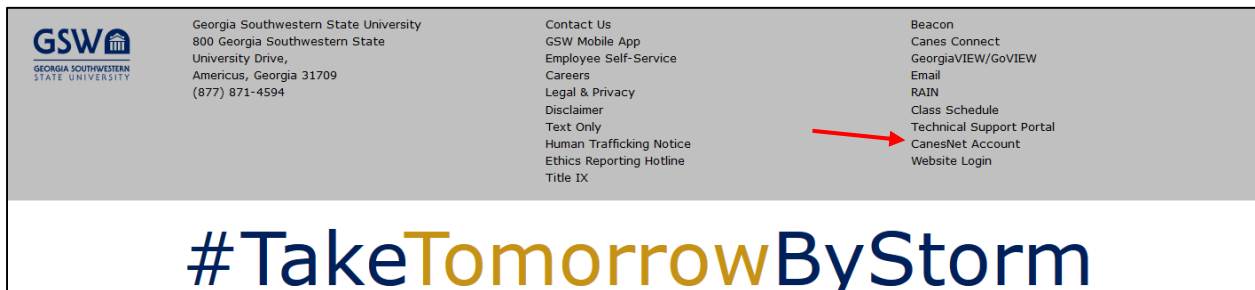 GSW
GEORGIA SOUTHWESTERN
STATE UNIVERSITY
Georgia Southwestern State University
800 Georgia Southwestern State
University Drive,
Americus, Georgia 31709
(877) 871-4594
Contact Us
GSW Mobile App
Employee Self-Service
Careers
Legal & Privacy
Disclaimer
Text Only
Human Trafficking Notice
Ethics Reporting Hotline
Title IX
Beacon
Canes Connect
GeorgiaVIEW/GoVIEW
Email
RAIN
Class Schedule
Technical Support Portal
CanesNet Account
Website Login
#TakeTomorrowByStorm